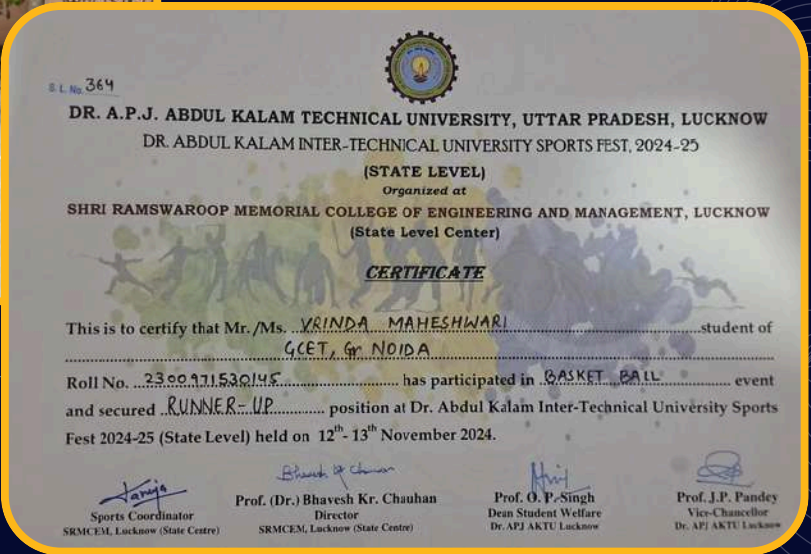 S.L. No. 364
DR. A.P.J. ABDUL KALAM TECHNICAL UNIVERSITY, UTTAR PRADESH, LUCKNOW
DR. ABDUL KALAM INTER-TECHNICAL UNIVERSITY SPORTS FEST, 2024-25
(STATE LEVEL)
Organized at
SHRI RAMSWAROOP MEMORIAL COLLEGE OF ENGINEERING AND MANAGEMENT, LUCKNOW
(State Level Center)
CERTIFICATE
This is to certify that Mr./Ms. VRINDA MAHESHWARI student of
GCET, Gr NOIDA
Roll No. 2300971530145 has participated in BASKET BALL event
and secured RUNNER-UP position at Dr. Abdul Kalam Inter-Technical University Sports
Fest 2024-25 (State Level) held on 12th- 13th November 2024.
Sports Coordinator
SRMCEM, Lucknow (State Centre)
Prof. (Dr.) Bhavesh Kr. Chauhan
Director
SRMCEM, Lucknow (State Centre)
Prof. O. P. Singh
Dean Student Welfare
Dr. APJ AKTU Lucknow
Prof. J.P. Pandey
Vice-Chancellor
Dr. APJ AKTU Lucknow